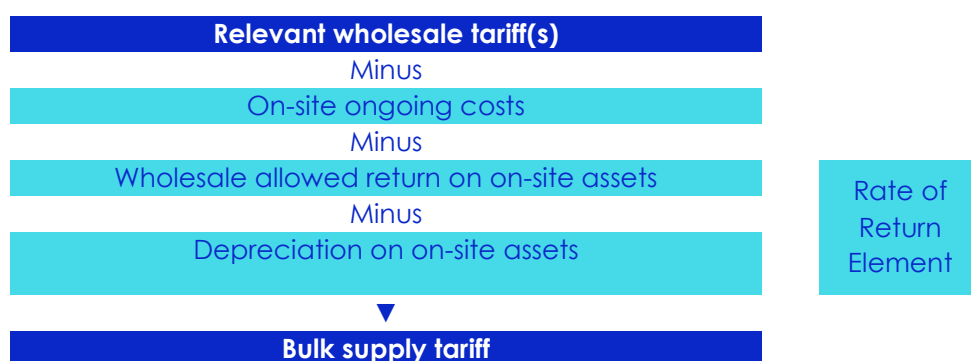 Relevant wholesale tariff(s)
Minus
On-site ongoing costs
Minus
Wholesale allowed return on on-site assets
Minus
Depreciation on on-site assets
Rate of
Return
Element
▼
Bulk supply tariff